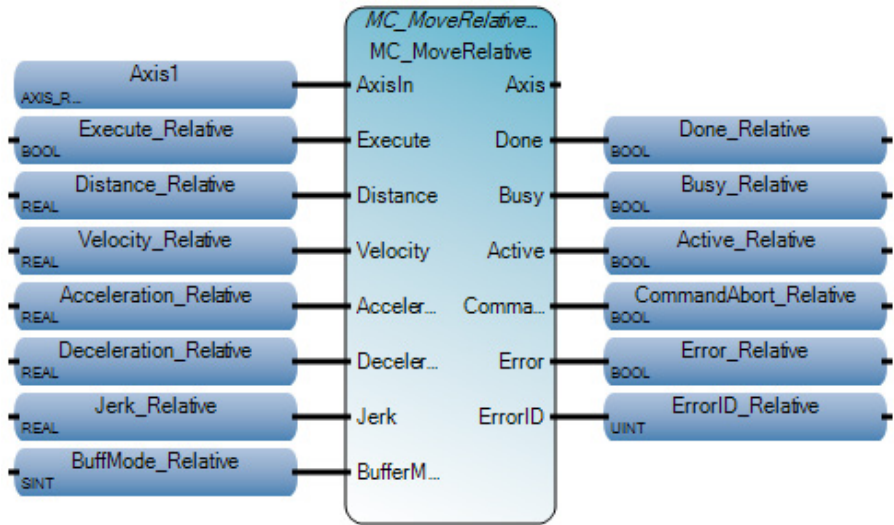 MC_MoveRelative...
MC_MoveRelative
Axis1
AXIS_R...
AxisIn
Axis
Execute_Relative
BOOL
Execute
Done
Done_Relative
BOOL
Distance_Relative
REAL
Distance
Busy
Busy_Relative
BOOL
Velocity_Relative
REAL
Velocity
Active
Active_Relative
BOOL
Acceleration_Relative
REAL
Acceler...
Comma...
CommandAbort_Relative
BOOL
Deceleration_Relative
REAL
Deceler...
Error
Error_Relative
BOOL
Jerk_Relative
REAL
Jerk
ErrorID
ErrorID_Relative
UINT
BuffMode_Relative
SINT
BufferM...